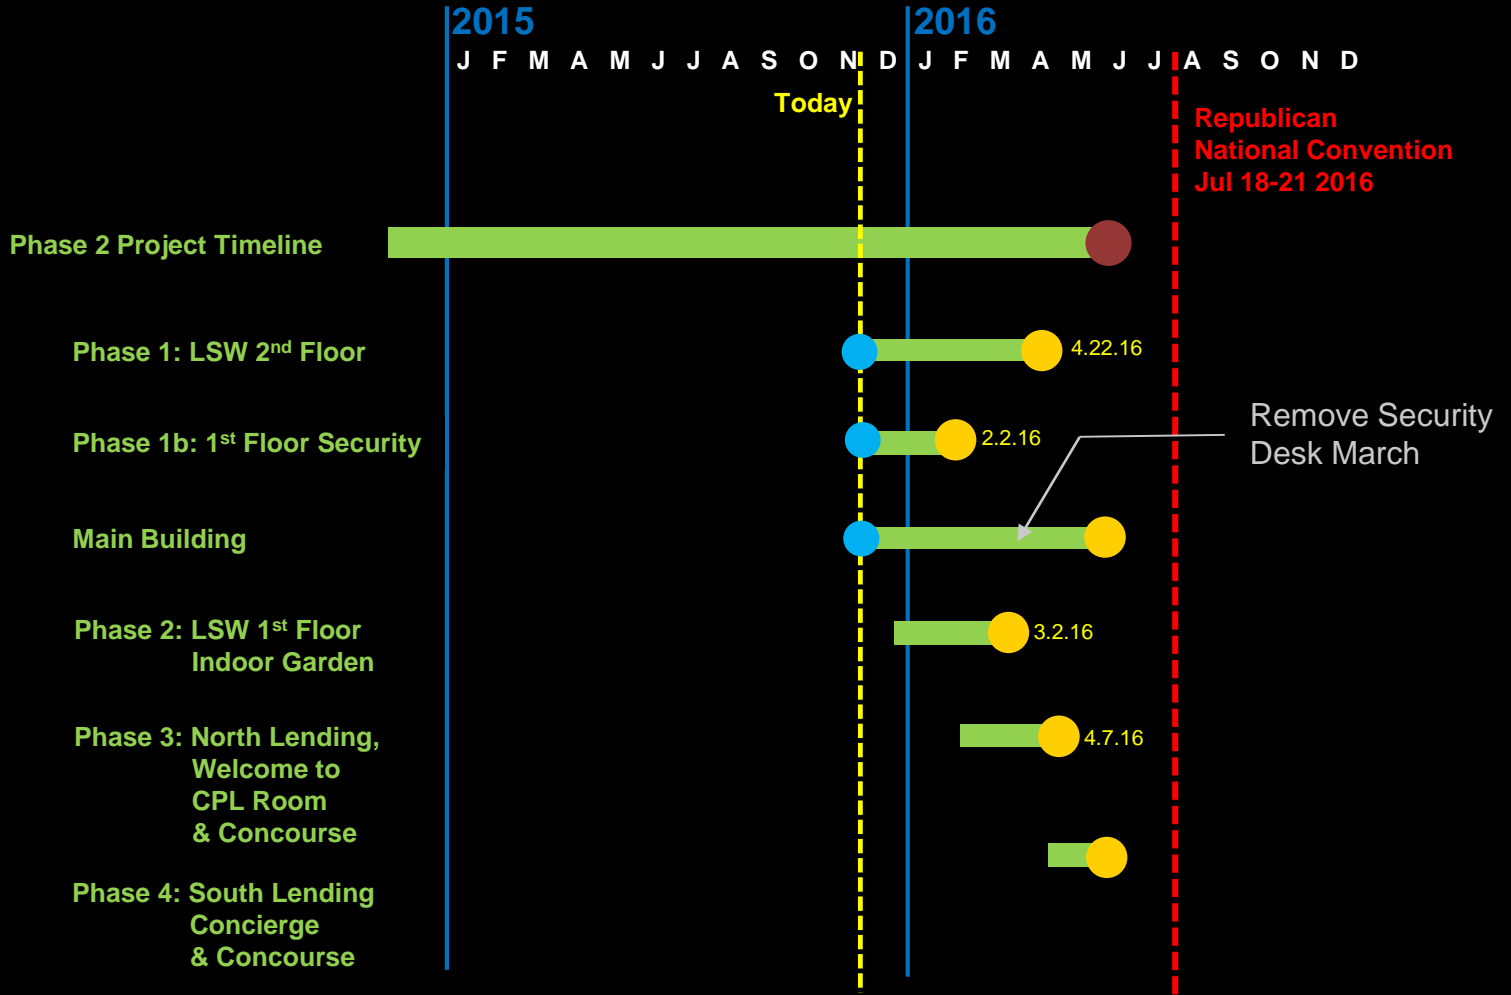 2015 2016
J F M A M J J A S O N D J F M A M J J A S O N D
Today
Republican
National Convention
Jul 18-21 2016
Phase 2 Project Timeline
Phase 1: LSW 2nd Floor
4.22.16
Remove Security
Desk March
Phase 1b: 1st Floor Security
2.2.16
Main Building
Phase 2: LSW 1st Floor
Indoor Garden
3.2.16
Phase 3: North Lending,
Welcome to
CPL Room
& Concourse
4.7.16
Phase 4: South Lending
Concierge
& Concourse